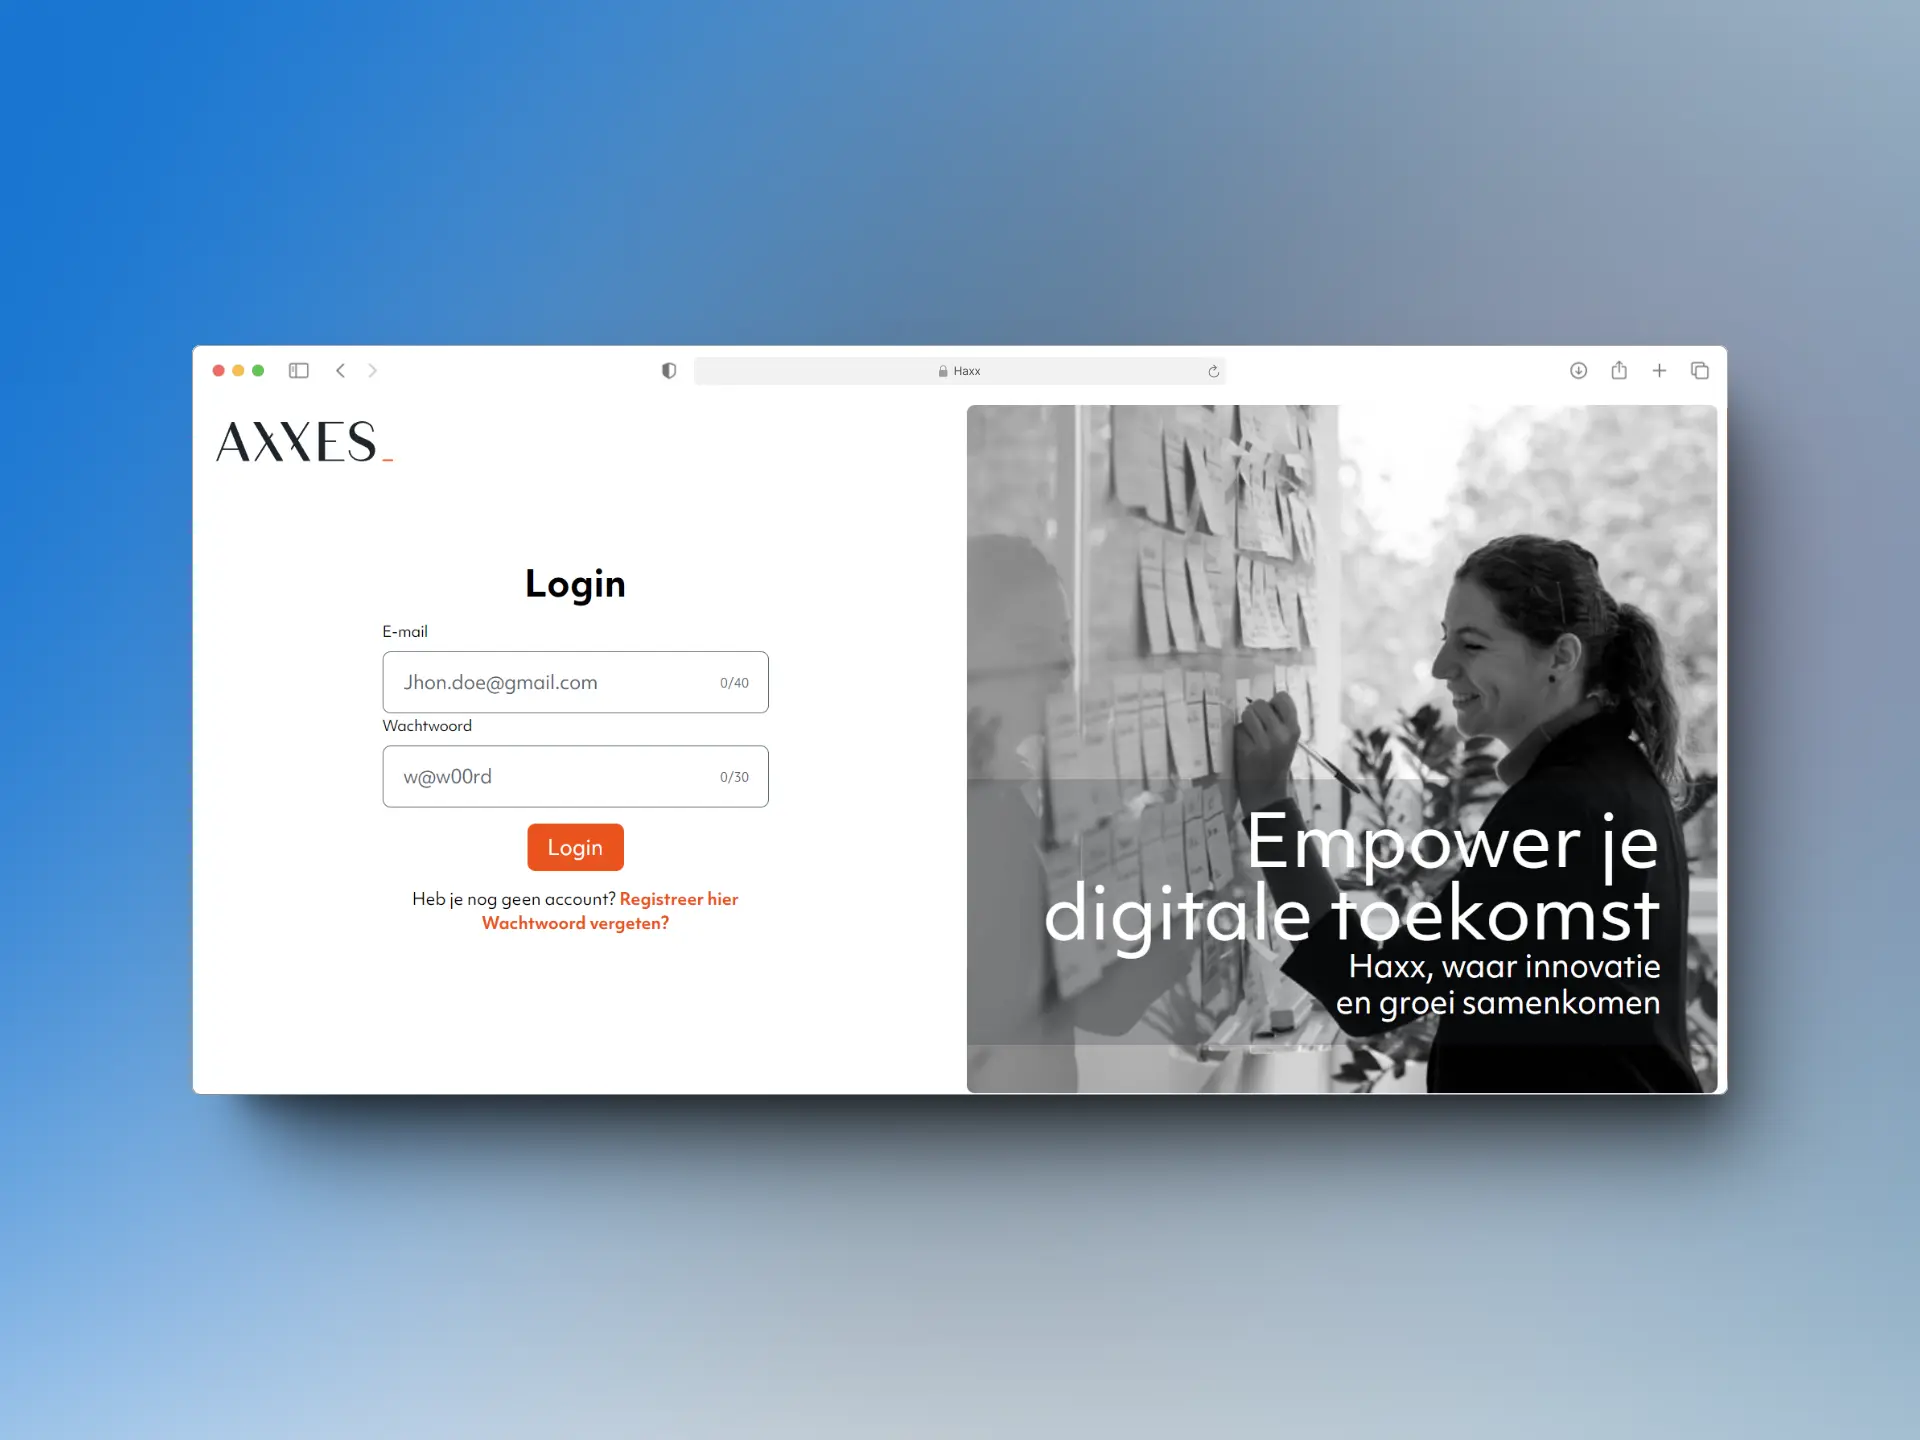 Haxx
AXXES_
Login
E-mail
Jhon.doe@gmail.com 0/40
Wachtwoord
w@w00rd 0/30
Login
Heb je nog geen account? Registreer hier
Wachtwoord vergeten?
Empower je
digitale toekomst
Haxx, waar innovatie
en groei samenkomen